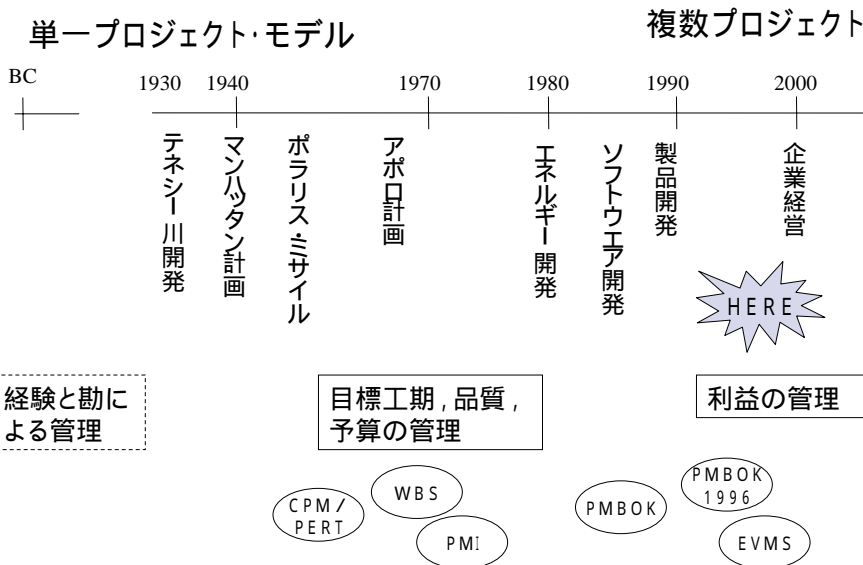 単一プロジェクト・モデル
複数プロジェクト
BC
1930
1940
1970
1980
1990
2000
テネシー川開発
マンハッタン計画
ポラリス・ミサイル
アポロ計画
エネルギー開発
ソフトウエア開発
製品開発
企業経営
HERE
経験と勘に
よる管理
目標工期，品質，
予算の管理
利益の管理
CPM/
PERT
WBS
PMI
PMBOK
PMBOK
1996
EVMS